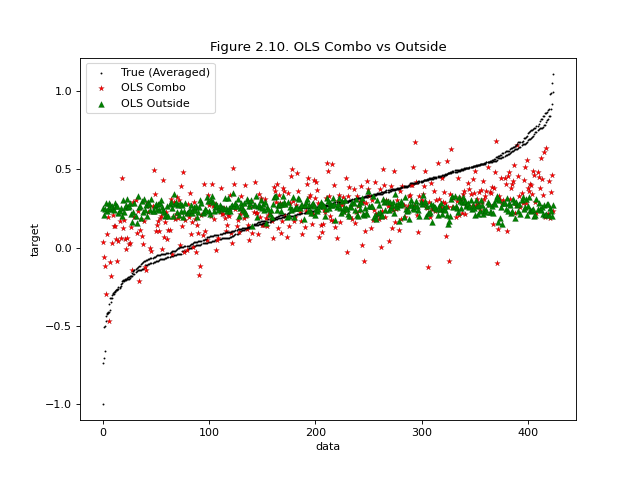 Figure 2.10. OLS Combo vs Outside
True (Averaged)
OLS Combo
OLS Outside
1.0
0.5
0.0
−0.5
−1.0
target
0 100 200 300 400
data